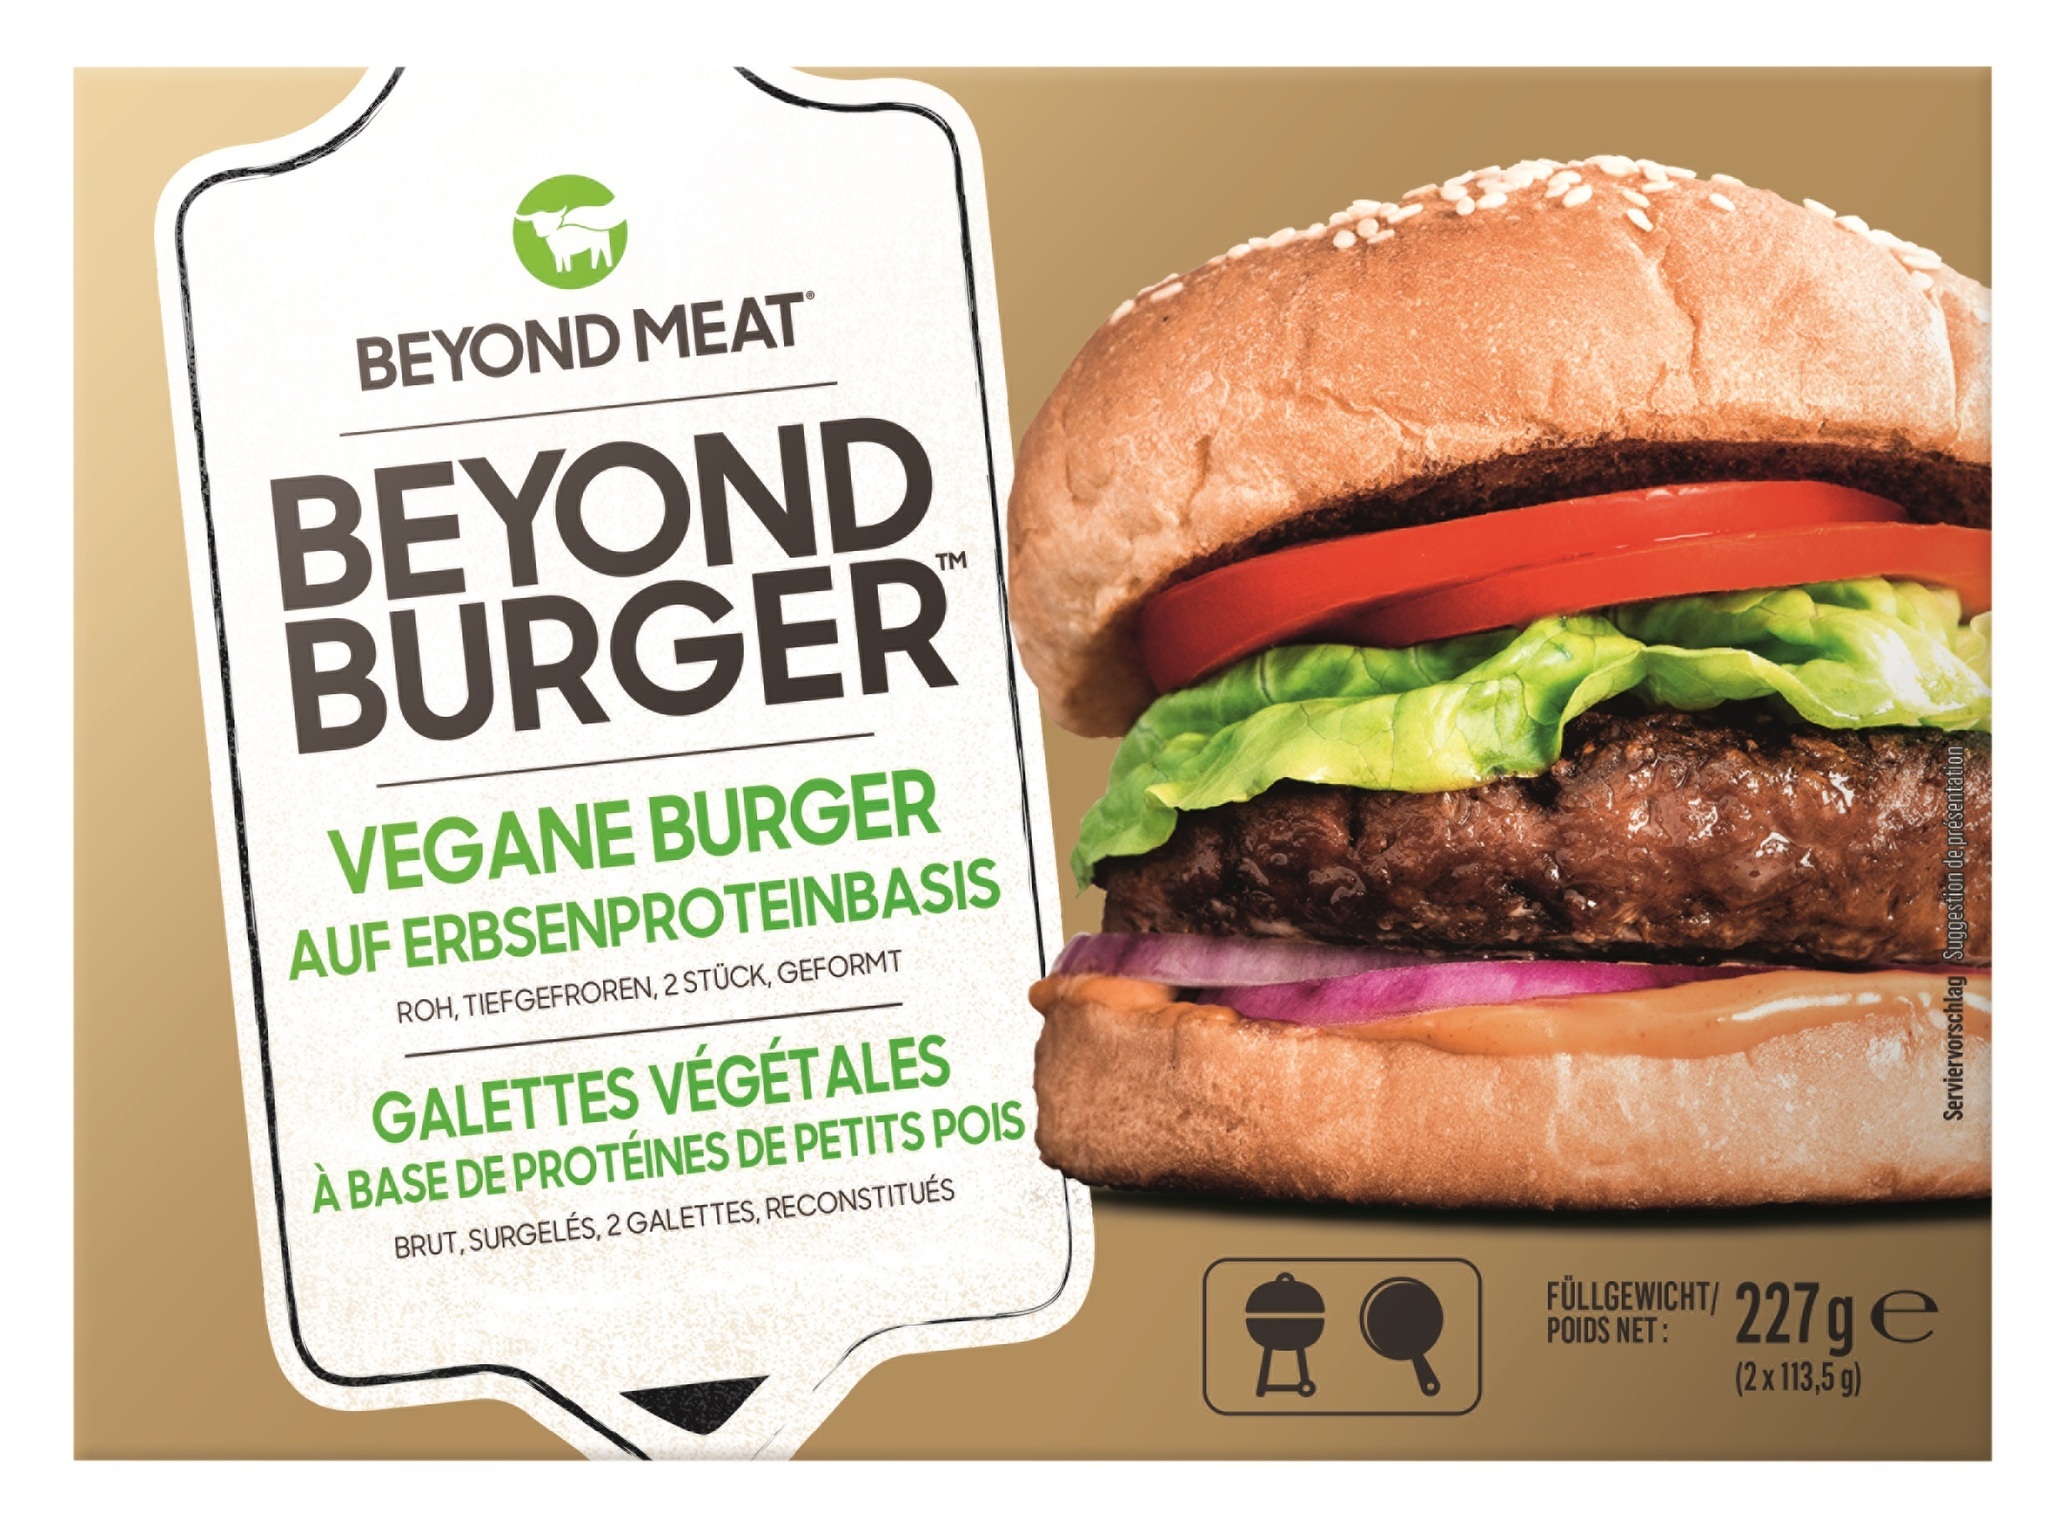 BEYOND MEAT®
BEYOND
BURGER™
VEGANE BURGER
AUF ERBSENPROTEINBASIS
ROH, TIEFGEFROREN, 2 STÜCK, GEFORMT
GALETTES VÉGÉTALES
À BASE DE PROTÉINES DE PETITS POIS
BRUT, SURGELÉS, 2 GALETTES, RECONSTITUÉS
Serviervorschlag Suggestion de présentation
FÜLLGEWICHT/
POIDS NET :
227g e
(2 x 113,5 g)